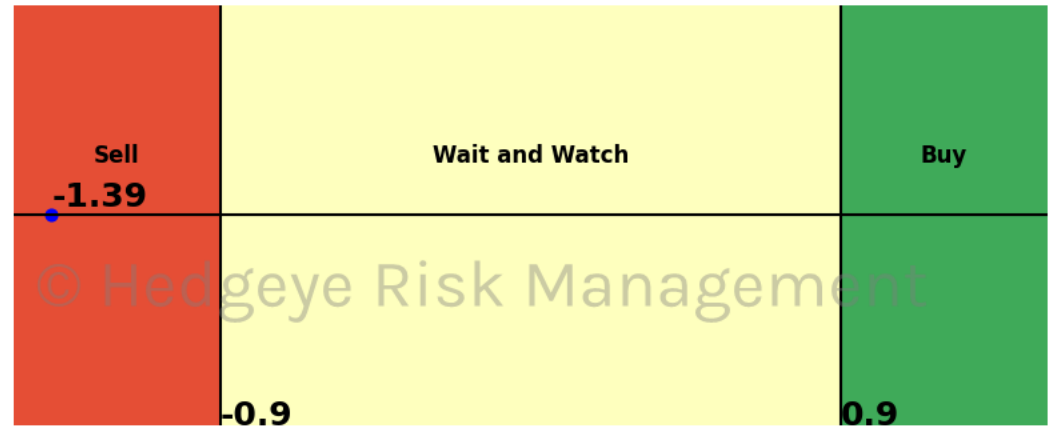 Sell
Wait and Watch
Buy
-1.39
© Hedgeye Risk Management
-0.9
0.9